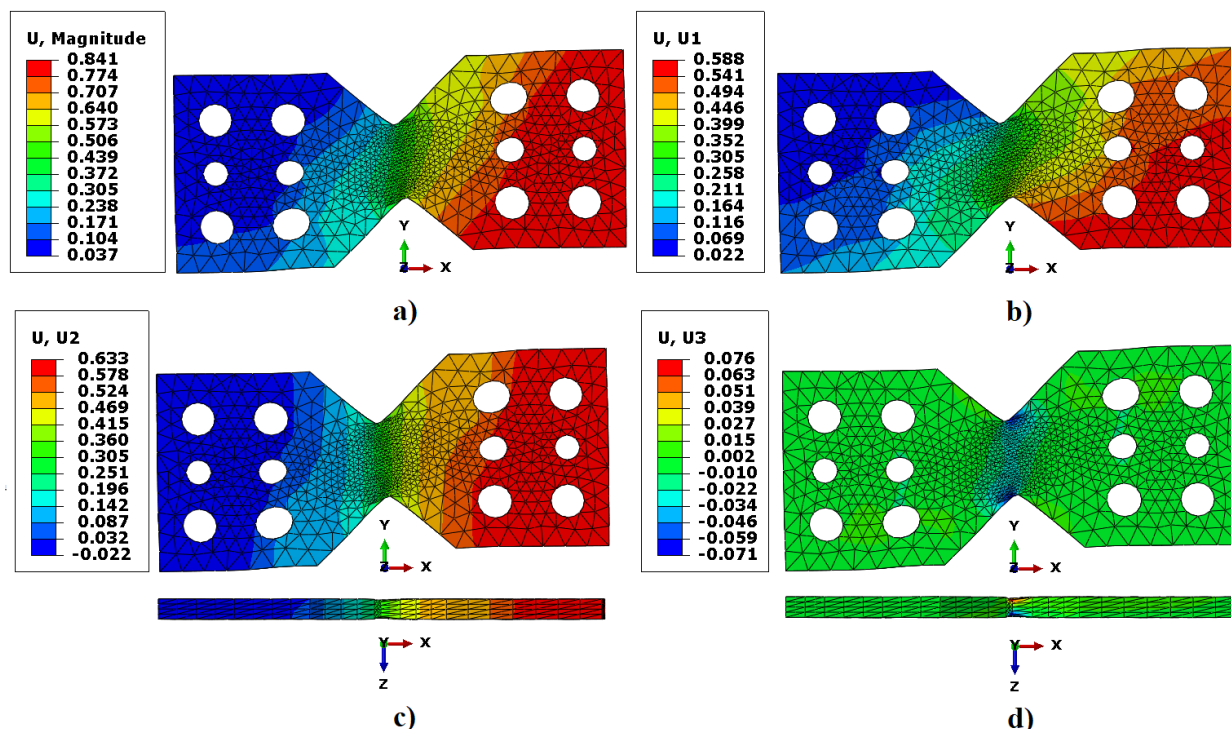 U, Magnitude
0.841
0.774
0.707
0.640
0.573
0.506
0.439
0.372
0.305
0.238
0.171
0.104
0.037
Y
Z X
a)
U, U1
0.588
0.541
0.494
0.446
0.399
0.352
0.305
0.258
0.211
0.164
0.116
0.069
0.022
Y
Z X
b)
U, U2
0.633
0.578
0.524
0.469
0.415
0.360
0.305
0.251
0.196
0.142
0.087
0.032
-0.022
Y
Z X
Y X
Z
c)
U, U3
0.076
0.063
0.051
0.039
0.027
0.015
0.002
-0.010
-0.022
-0.034
-0.046
-0.059
-0.071
Y
Z X
Y X
Z
d)